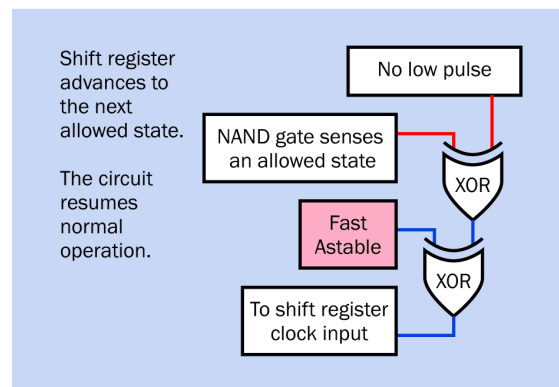 Shift register
advances to
the next
allowed state.
The circuit
resumes
normal
operation.
No low pulse
NAND gate senses
an allowed state
XOR
Fast
Astable
XOR
To shift register
clock input